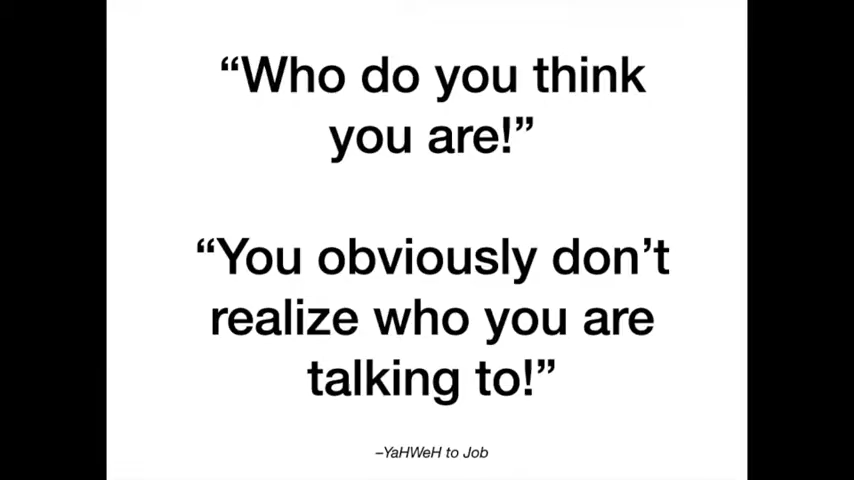 “Who do you think
you are!”
“You obviously don’t
realize who you are
talking to!”
–YaHWeH to Job